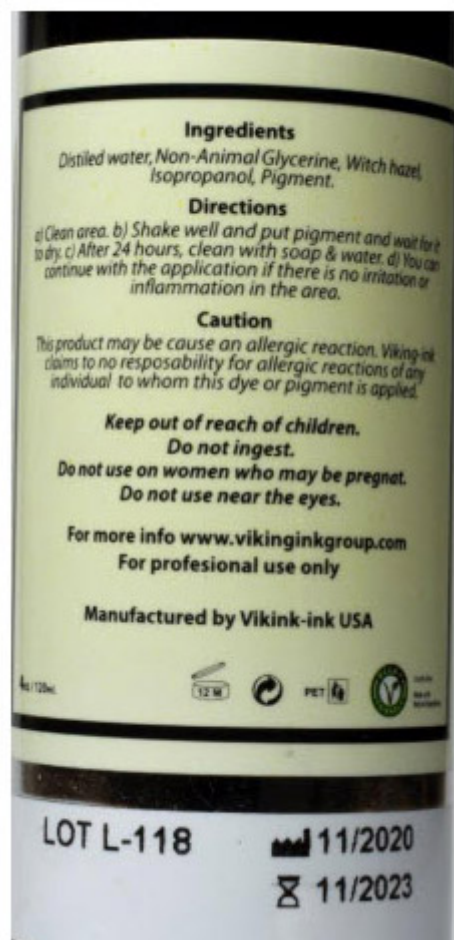 Ingredients
Distiled water, Non-Animal Glycerine, Witch hazel,
Isopropanol, Pigment.
Directions
a) Clean area. b) Shake well and put pigment and wait for it
to dry. c) After 24 hours, clean with soap & water. d) You can
continue with the application if there is no irritation or
inflammation in the area.
Caution
This product may be cause an allergic reaction. Viking-ink
claims to no resposability for allergic reactions of any
individual to whom this dye or pigment is applied.
Keep out of reach of children.
Do not ingest.
Do not use on women who may be pregnat.
Do not use near the eyes.
For more info www.vikinginkgroup.com
For profesional use only
Manufactured by Vikink-ink USA
4oz / 120ml.
12 M
PET
LOT L-118
11/2020
11/2023